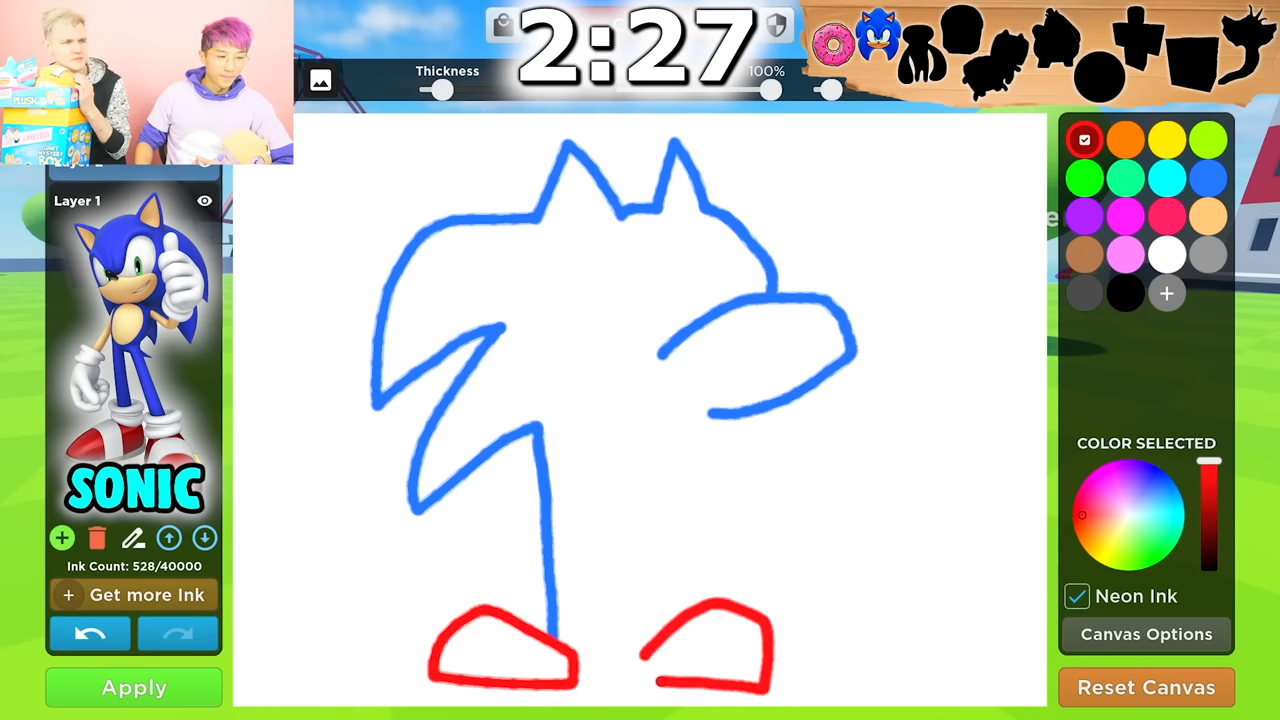 2:27
Thickness
100%
Layer 1
SONIC
Ink Count: 528/40000
+ Get more Ink
Apply
COLOR SELECTED
Neon Ink
Canvas Options
Reset Canvas
PLUSH
MYSTERY
BOX